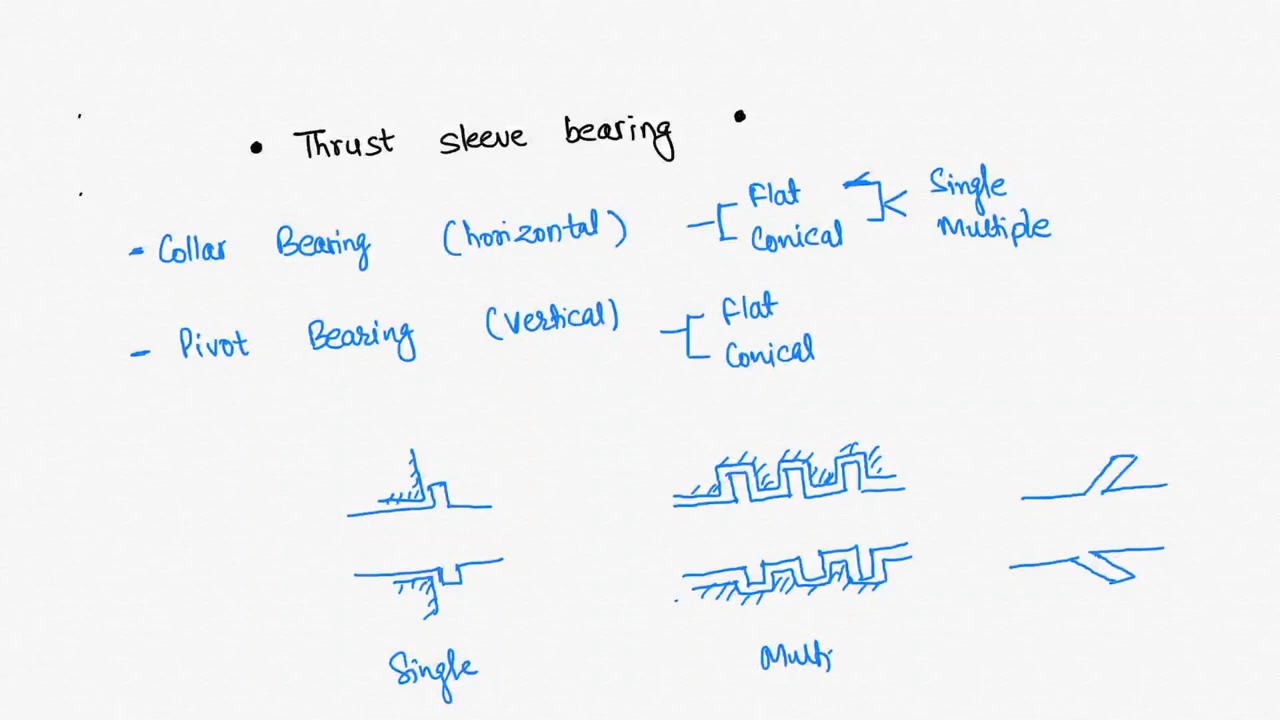 • Thrust sleeve bearing •
- Collar Bearing (horizontal) - [ Flat Conical ] < Single Multiple
- Pivot Bearing (Vertical) - [ Flat Conical
Single Multi